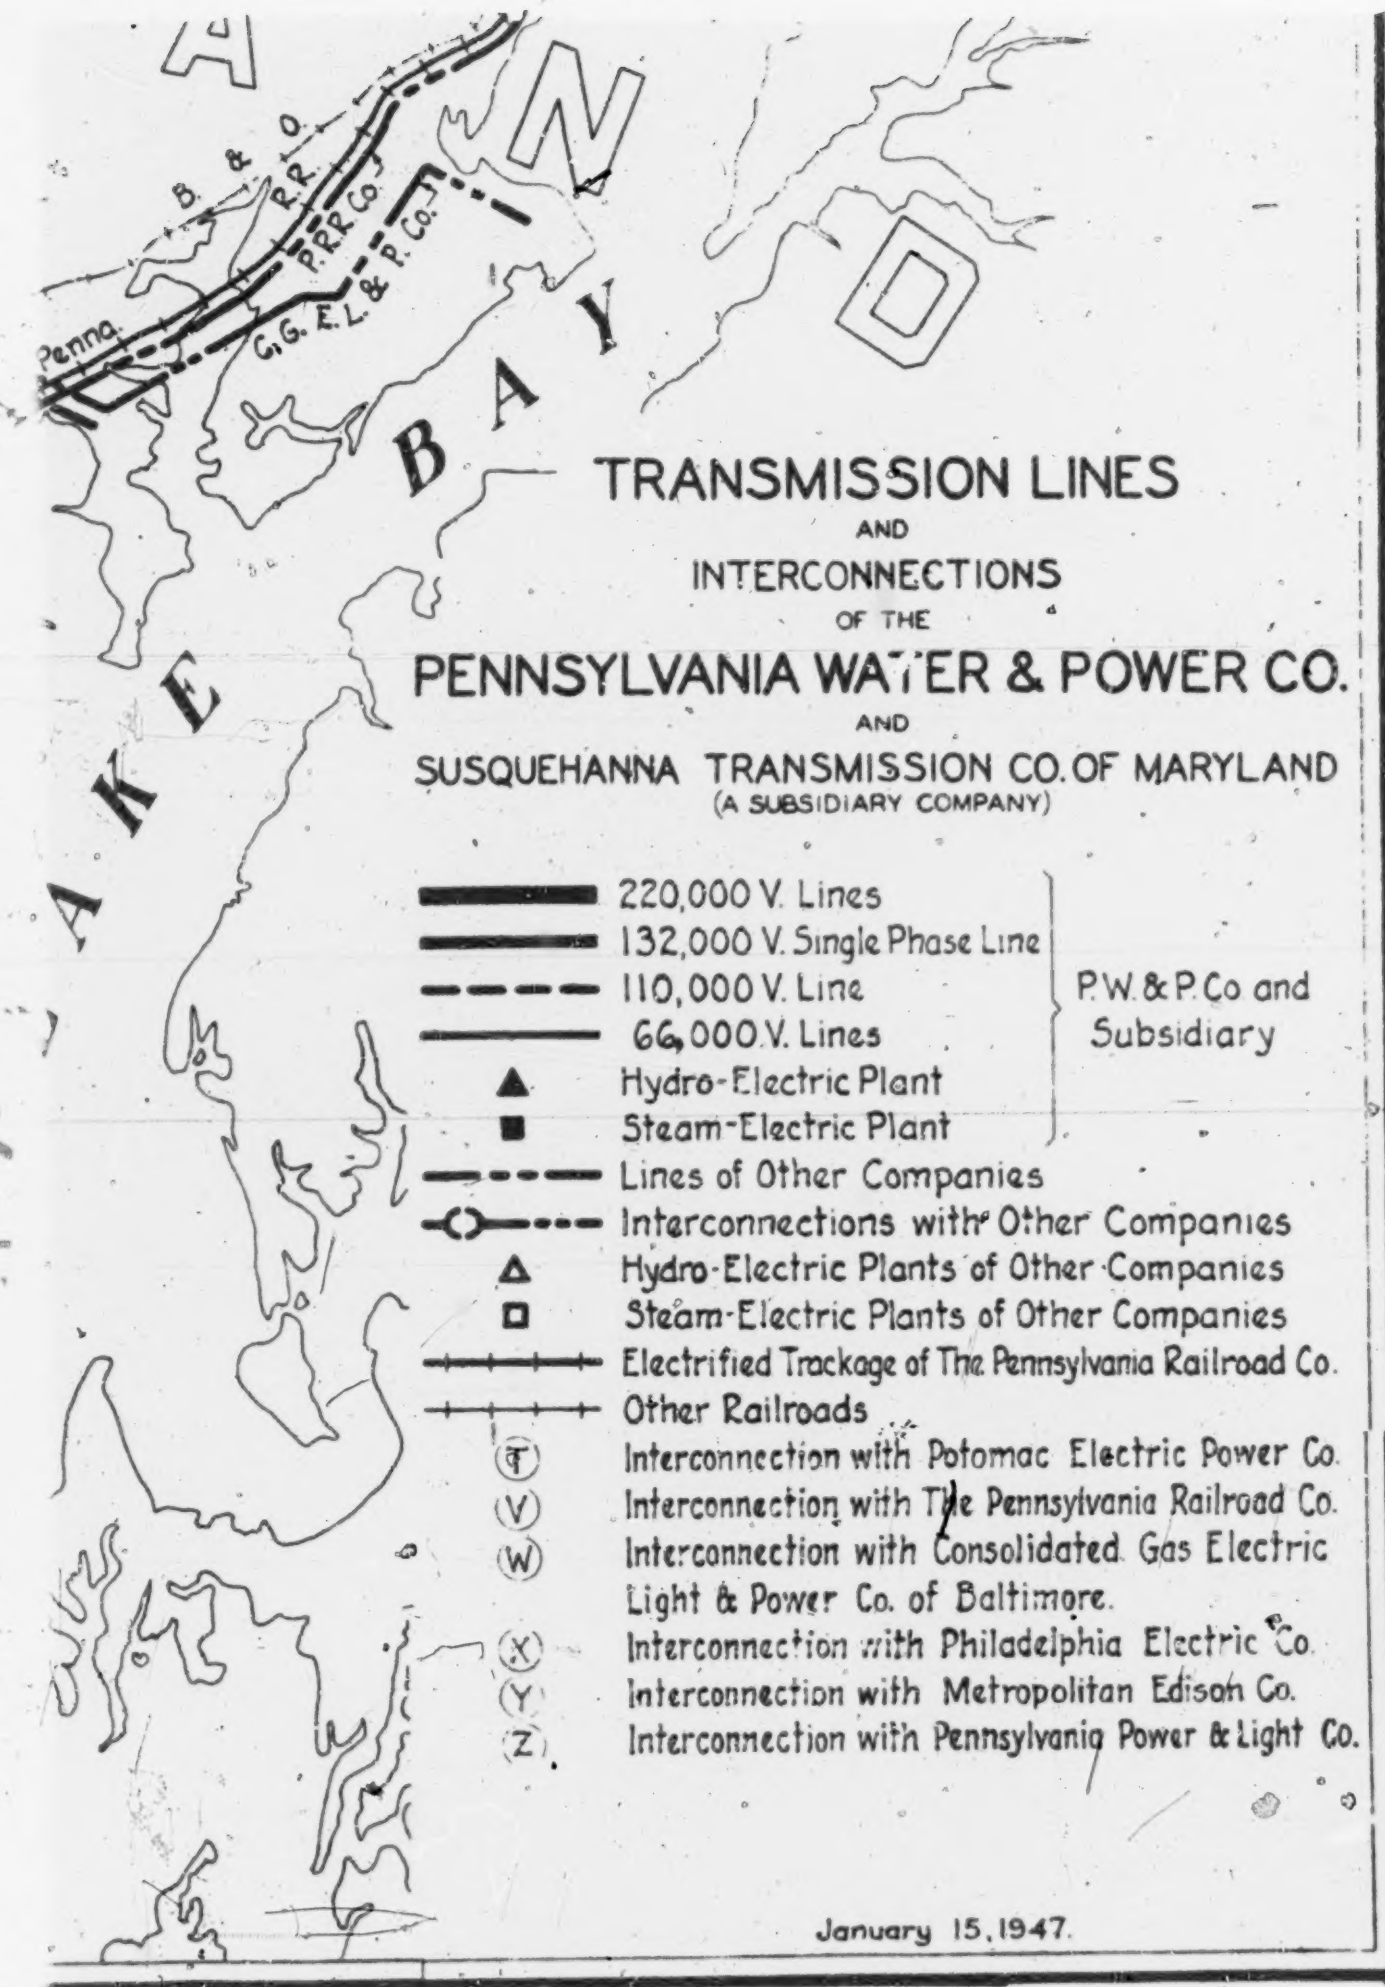 A
N
D
B. & O.
R.R.
P.R.R. Co.
C.G.E.L. & P. Co.
Penna.
BAY
AKE
TRANSMISSION LINES
AND
INTERCONNECTIONS
OF THE
PENNSYLVANIA WATER & POWER CO.
AND
SUSQUEHANNA TRANSMISSION CO. OF MARYLAND
(A SUBSIDIARY COMPANY)
220,000 V. Lines
132,000 V. Single Phase Line
110,000 V. Line
66,000 V. Lines
Hydro-Electric Plant
Steam-Electric Plant
P.W. & P. Co and
Subsidiary
Lines of Other Companies
Interconnections with Other Companies
Hydro-Electric Plants of Other Companies
Steam-Electric Plants of Other Companies
Electrified Trackage of The Pennsylvania Railroad Co.
Other Railroads
T Interconnection with Potomac Electric Power Co.
V Interconnection with The Pennsylvania Railroad Co.
W Interconnection with Consolidated Gas Electric
Light & Power Co. of Baltimore.
X Interconnection with Philadelphia Electric Co.
Y Interconnection with Metropolitan Edison Co.
Z Interconnection with Pennsylvania Power & Light Co.
January 15, 1947.